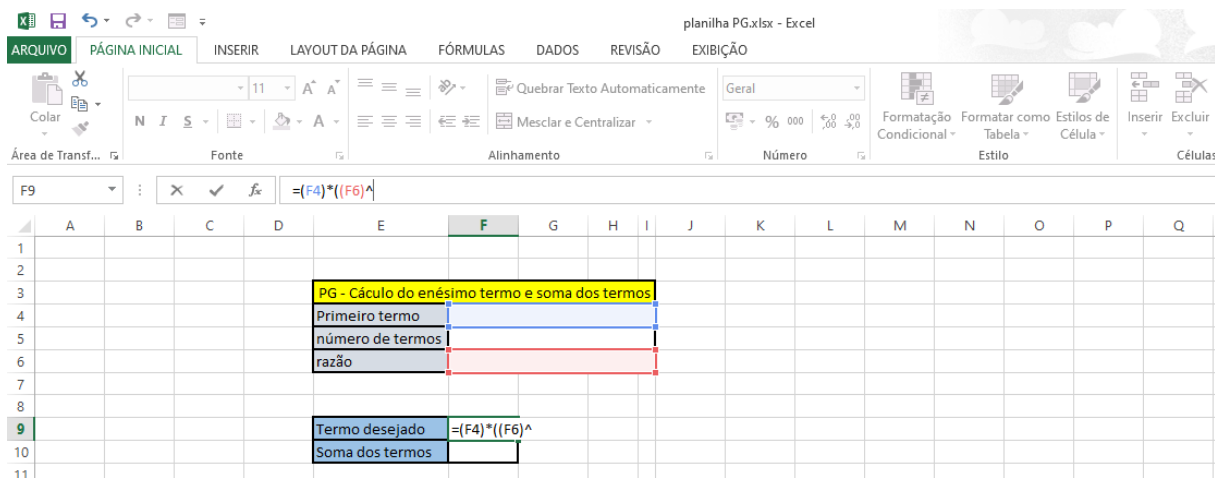 planilha PG.xlsx - Excel
ARQUIVO PÁGINA INICIAL INSERIR LAYOUT DA PÁGINA FÓRMULAS DADOS REVISÃO EXIBIÇÃO
Colar
11 A A
N I S A
Quebrar Texto Automaticamente
Mesclar e Centralizar
Geral
% 000 ,00 ,00
Formatação Condicional
Formatar como Tabela
Estilos de Célula
Inserir Excluir
Área de Transf... Fonte Alinhamento Número Estilo Células
F9 fx =(F4)*((F6)^
A B C D E F G H I J K L M N O P Q
1
2
3 PG - Cáculo do enésimo termo e soma dos termos
4 Primeiro termo
5 número de termos
6 razão
7
8
9 Termo desejado =(F4)*((F6)^
10 Soma dos termos
11